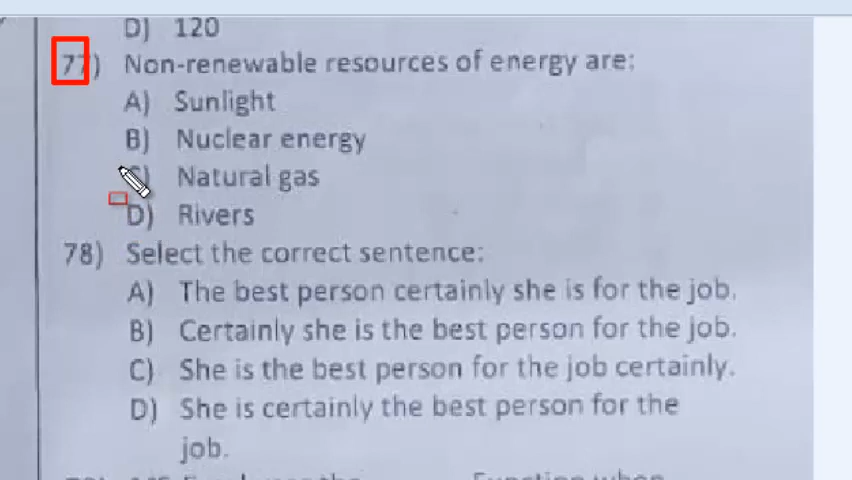 D) 120
77) Non-renewable resources of energy are:
A) Sunlight
B) Nuclear energy
C) Natural gas
D) Rivers
78) Select the correct sentence:
A) The best person certainly she is for the job.
B) Certainly she is the best person for the job.
C) She is the best person for the job certainly.
D) She is certainly the best person for the
job.
Function when